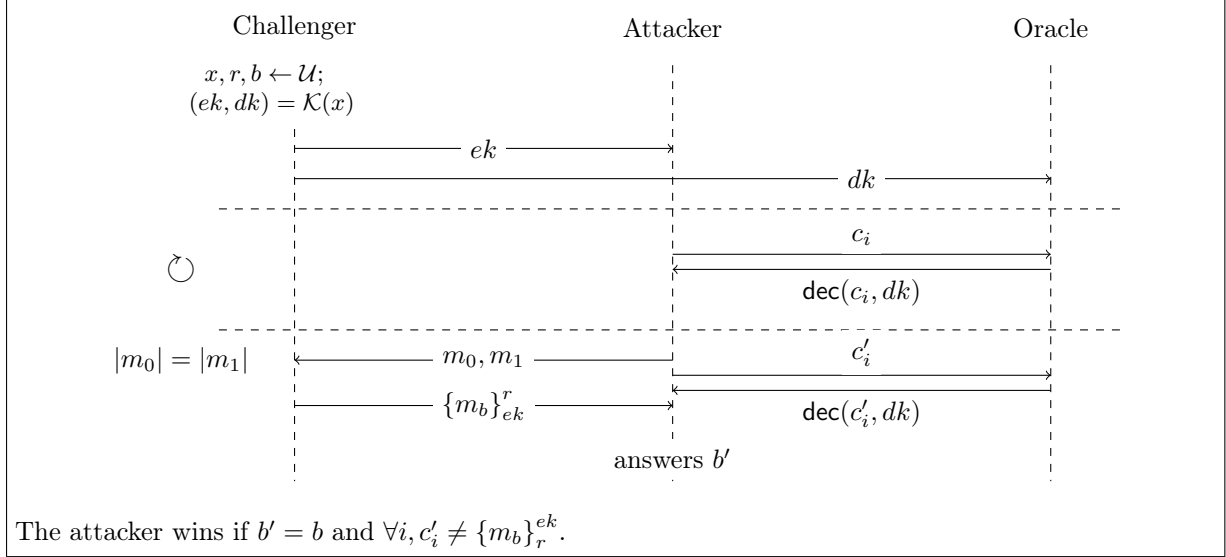 Challenger Attacker Oracle
x, r, b ← 𝒰;
(ek, dk) = 𝒦(x)
ek
dk
c_i
↻
dec(c_i, dk)
|m_0| = |m_1| m_0, m_1 c'_i
{m_b}^r_{ek} dec(c'_i, dk)
answers b'
The attacker wins if b' = b and ∀i, c'_i ≠ {m_b}^{ek}_r.